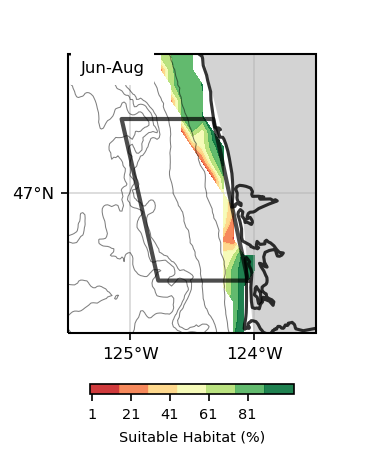 Jun-Aug
47°N
125°W 124°W
1 21 41 61 81
Suitable Habitat (%)